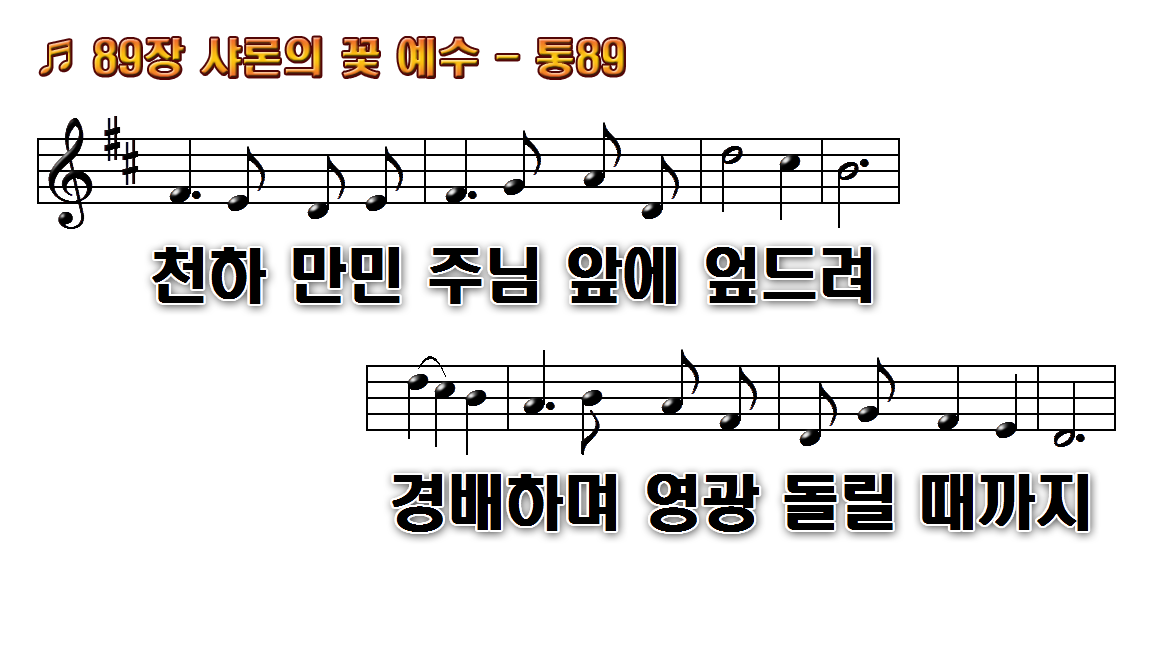 ♬ 89장 샤론의 꽃 예수 - 통89
천하 만민 주님 앞에 엎드려
경배하며 영광 돌릴 때까지